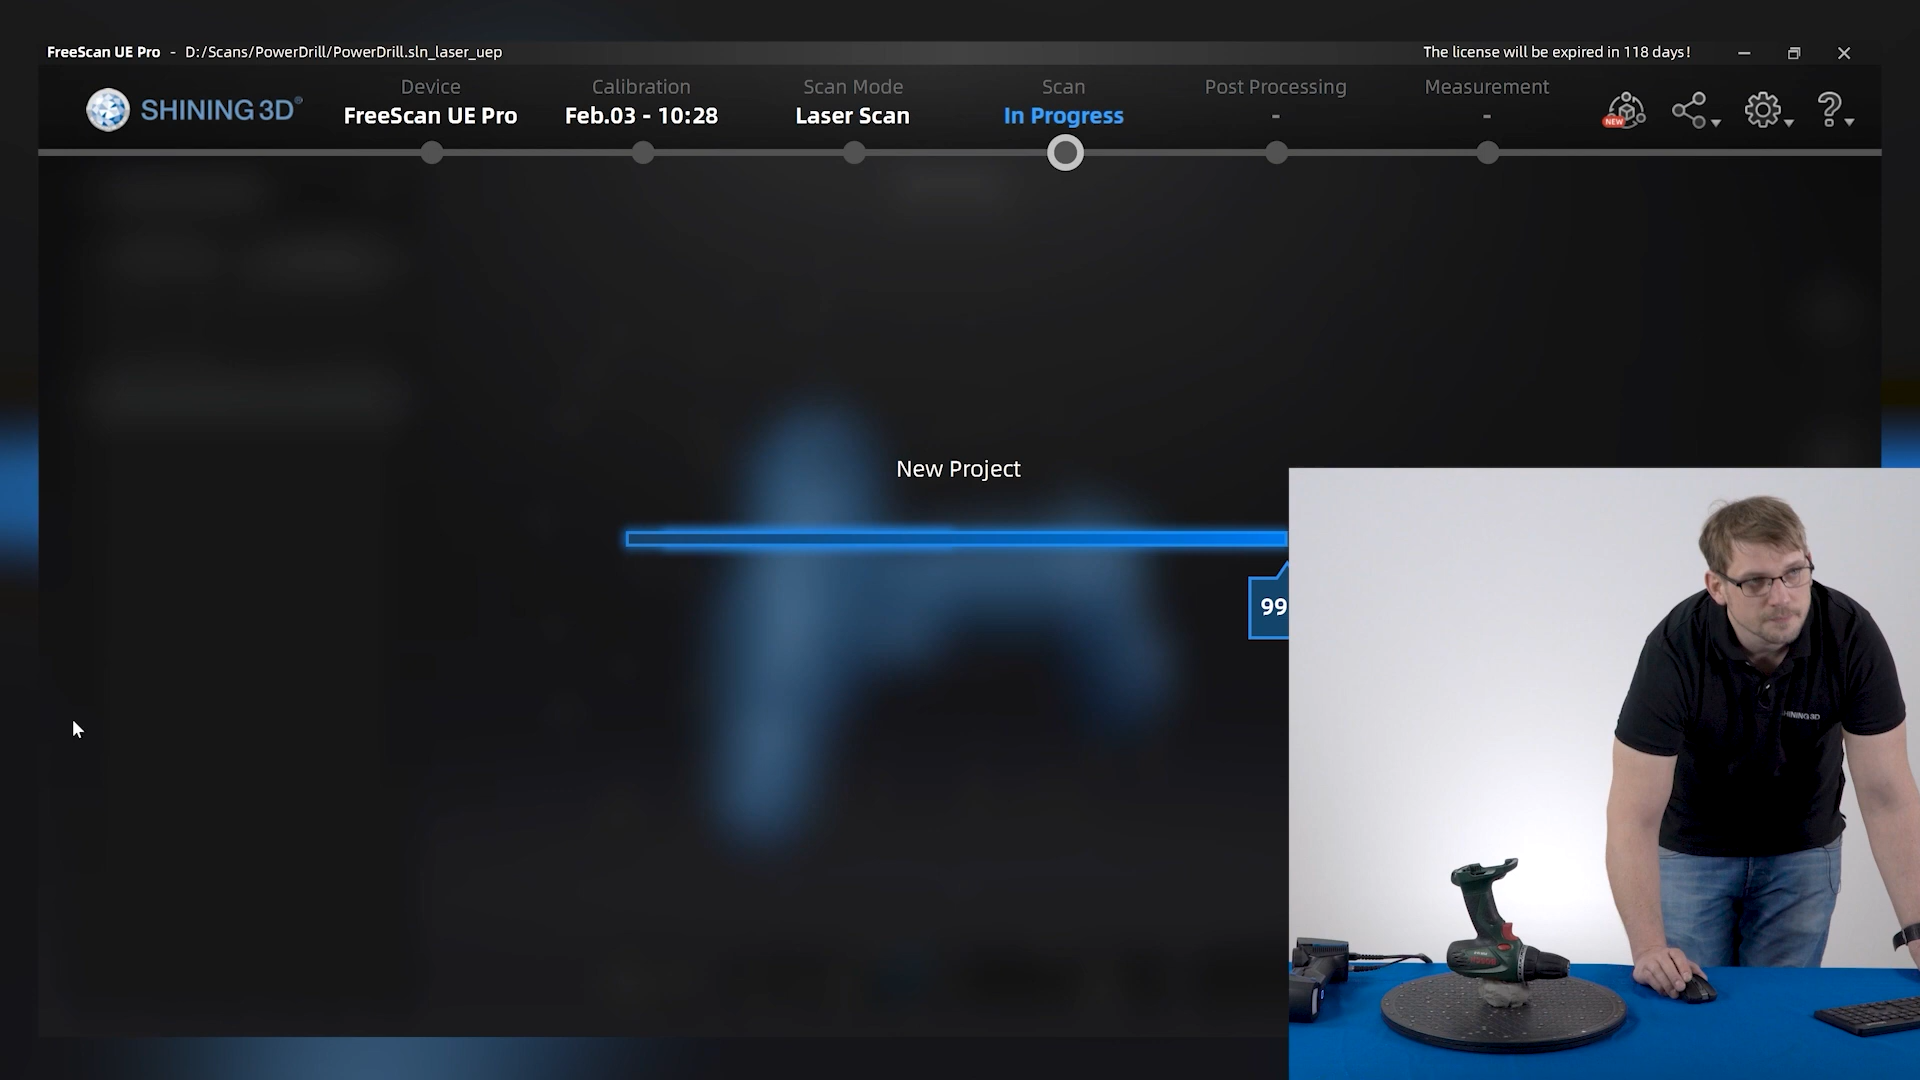 FreeScan UE Pro - D:/Scans/PowerDrill/PowerDrill.sln_laser_uep
The license will be expired in 118 days!
SHINING 3D®
Device
FreeScan UE Pro
Calibration
Feb.03 - 10:28
Scan Mode
Laser Scan
Scan
In Progress
Post Processing
-
Measurement
-
NEW
New Project
99
SHINING 3D